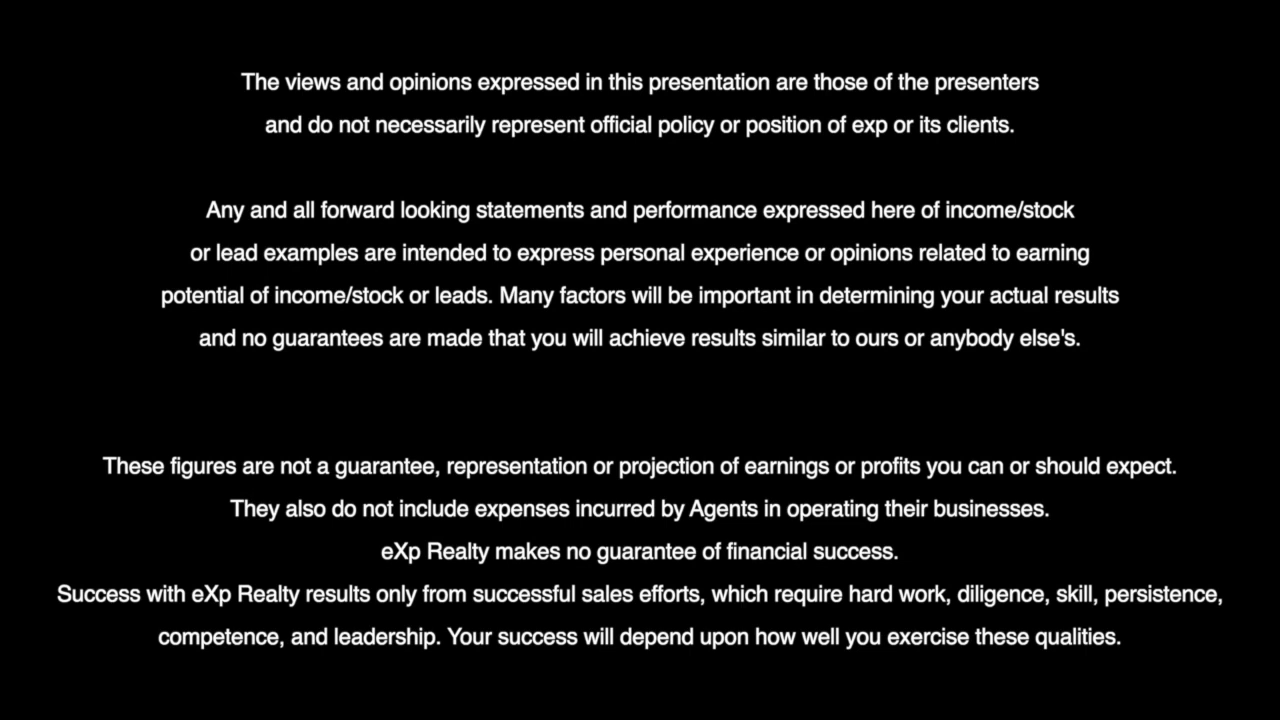 The views and opinions expressed in this presentation are those of the presenters
and do not necessarily represent official policy or position of exp or its clients.
Any and all forward looking statements and performance expressed here of income/stock
or lead examples are intended to express personal experience or opinions related to earning
potential of income/stock or leads. Many factors will be important in determining your actual results
and no guarantees are made that you will achieve results similar to ours or anybody else's.
These figures are not a guarantee, representation or projection of earnings or profits you can or should expect.
They also do not include expenses incurred by Agents in operating their businesses.
eXp Realty makes no guarantee of financial success.
Success with eXp Realty results only from successful sales efforts, which require hard work, diligence, skill, persistence,
competence, and leadership. Your success will depend upon how well you exercise these qualities.